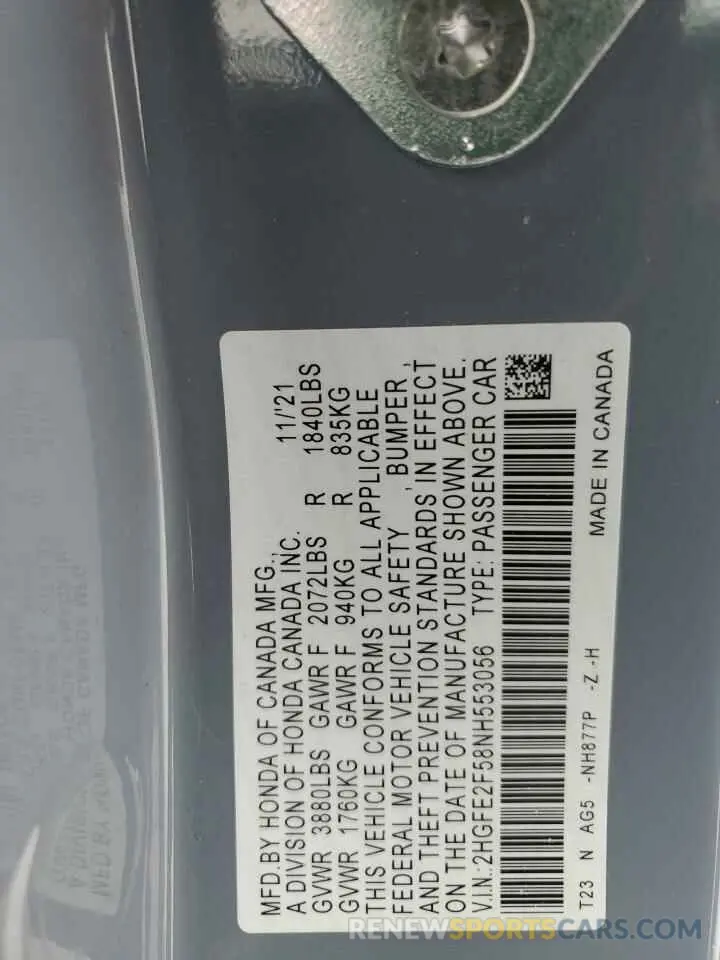 MFD.BY HONDA OF CANADA MFG., 11/'21
A DIVISION OF HONDA CANADA INC.
GVWR 3880LBS GAWR F 2072LBS R 1840LBS
GVWR 1760KG GAWR F 940KG R 835KG
THIS VEHICLE CONFORMS TO ALL APPLICABLE
FEDERAL MOTOR VEHICLE SAFETY , BUMPER ,
AND THEFT PREVENTION STANDARDS IN EFFECT
ON THE DATE OF MANUFACTURE SHOWN ABOVE.
V.I.N.:2HGFE2F58NH553056 TYPE: PASSENGER CAR
T23 N AG5 -NH877P -Z -H
MADE IN CANADA
RENEWSPORTSCARS.COM